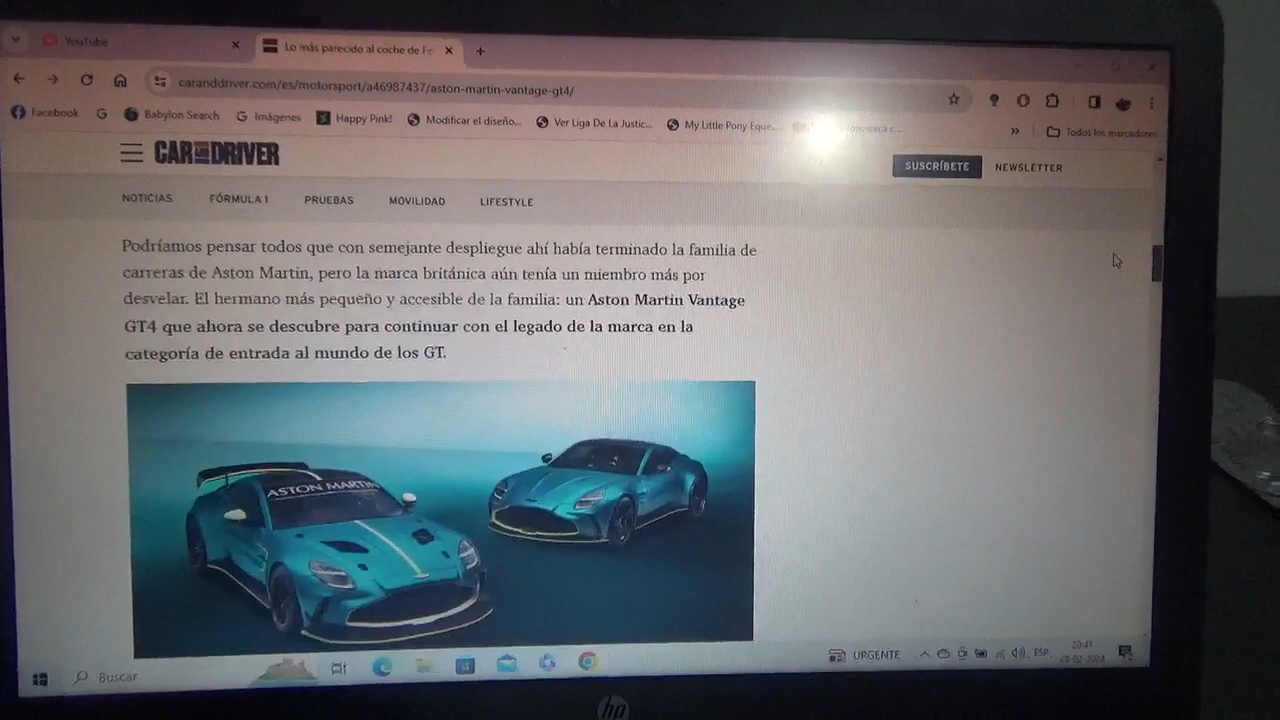 YouTube
Lo más parecido al coche de Fe
caranddriver.com/es/motorsport/a46987437/aston-martin-vantage-gt4/
Facebook
Babylon Search
Imágenes
Happy Pink!
Modificar el diseño...
Ver Liga De La Justic...
My Little Pony Eque...
Todos los marcadores
CAR AND DRIVER
SUSCRÍBETE
NEWSLETTER
NOTICIAS
FÓRMULA 1
PRUEBAS
MOVILIDAD
LIFESTYLE
Podríamos pensar todos que con semejante despliegue ahí había terminado la familia de
carreras de Aston Martin, pero la marca británica aún tenía un miembro más por
desvelar. El hermano más pequeño y accesible de la familia: un Aston Martin Vantage
GT4 que ahora se descubre para continuar con el legado de la marca en la
categoría de entrada al mundo de los GT.
ASTON MARTIN
Buscar
URGENTE
ESP
20:41
hp